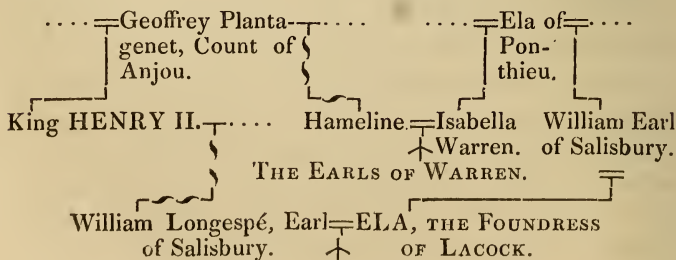 Geoffrey Planta- Ela of
genet, Count of Pon-
Anjou. thieu.
King HENRY II. Hameline. Isabella William Earl
Warren. of Salisbury.
THE EARLS OF WARREN.
William Longespé, Earl ELA, THE FOUNDRESS
of Salisbury. OF LACOCK.